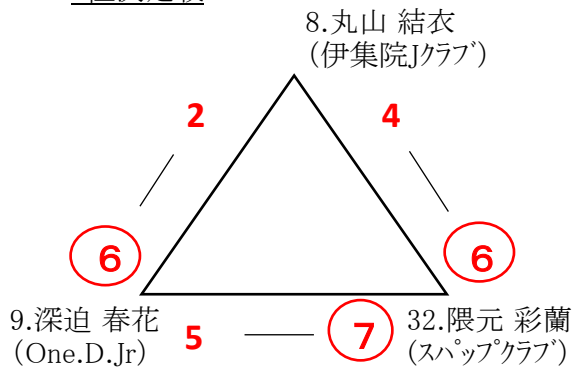 8.丸山 結衣
(伊集院Jｸﾗﾌﾞ)
2
4
6
6
9.深迫 春花
(One.D.Jr)
5
7
32.隈元 彩蘭
(ｽﾊﾟｯﾌﾟｸﾗﾌﾞ)